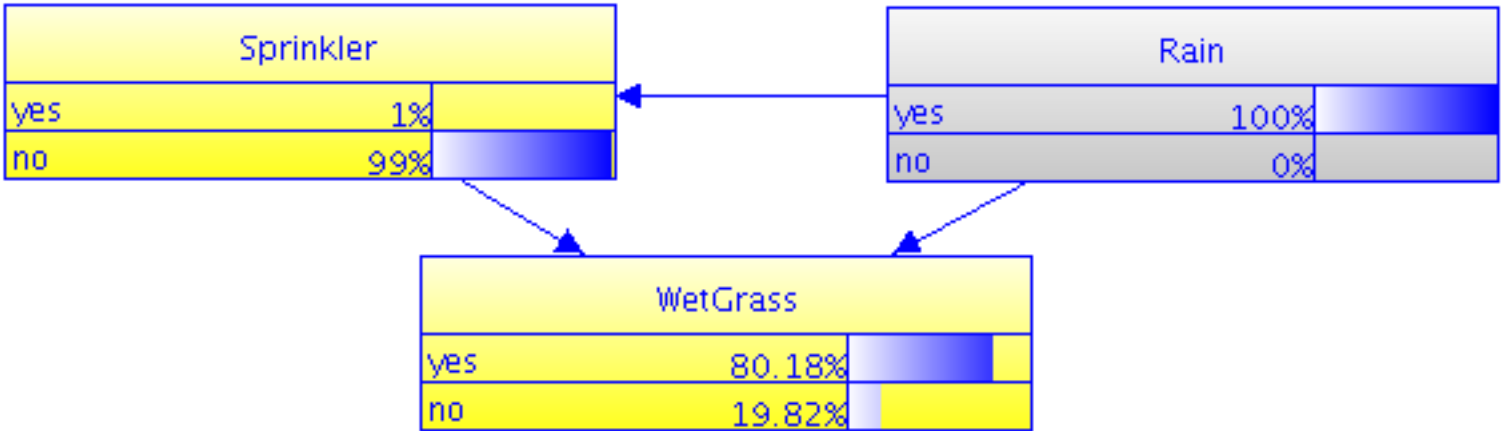 Sprinkler
yes 1%
no 99%
Rain
yes 100%
no 0%
WetGrass
yes 80.18%
no 19.82%